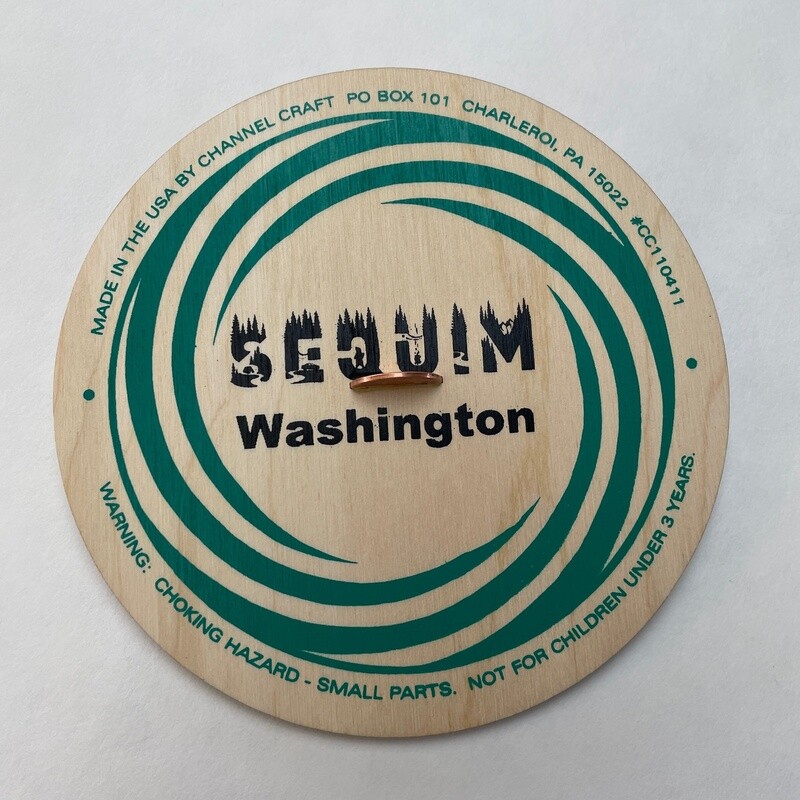 MADE IN THE USA BY CHANNEL CRAFT PO BOX 101 CHARLEROI, PA 15022 #CC110411
SEQUIM
Washington
WARNING: CHOKING HAZARD - SMALL PARTS. NOT FOR CHILDREN UNDER 3 YEARS.